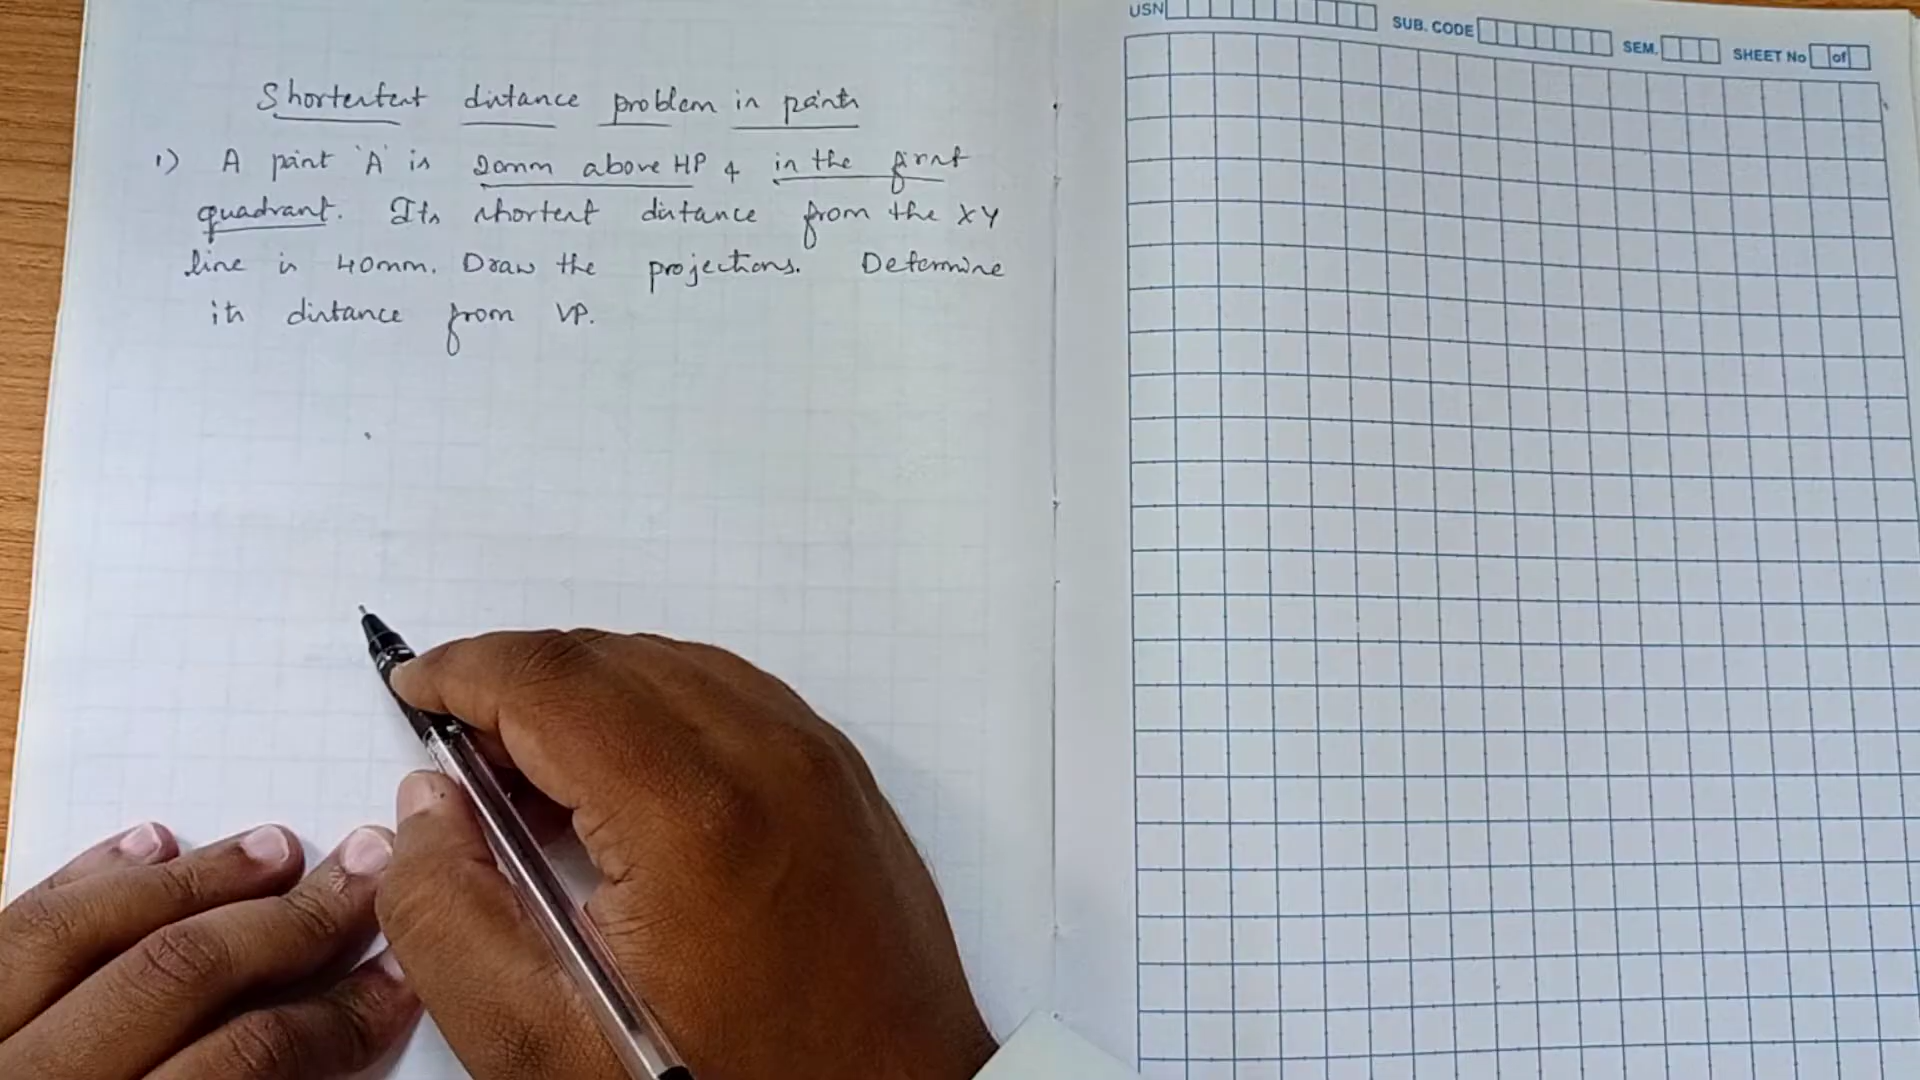 Shortestest distance problem in points
1) A point 'A' is 20mm above HP & in the first
quadrant. Its shortest distance from the XY
line is 40mm. Draw the projections. Determine
its distance from VP.
USN
SUB. CODE
SEM.
SHEET No
of